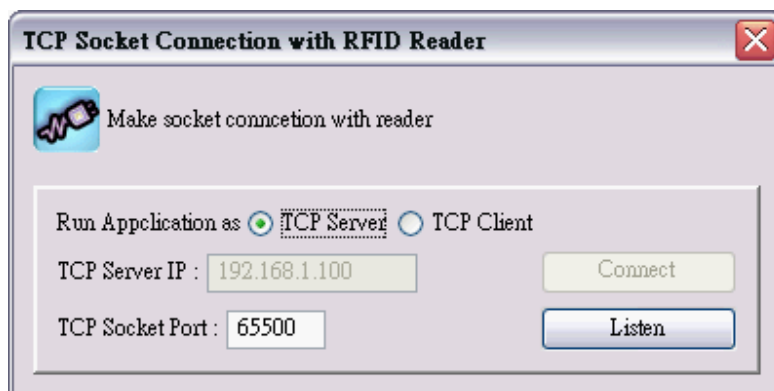 TCP Socket Connection with RFID Reader
Make socket conncetion with reader
Run Appclication as TCP Server TCP Client
TCP Server IP : 192.168.1.100 Connect
TCP Socket Port : 65500 Listen